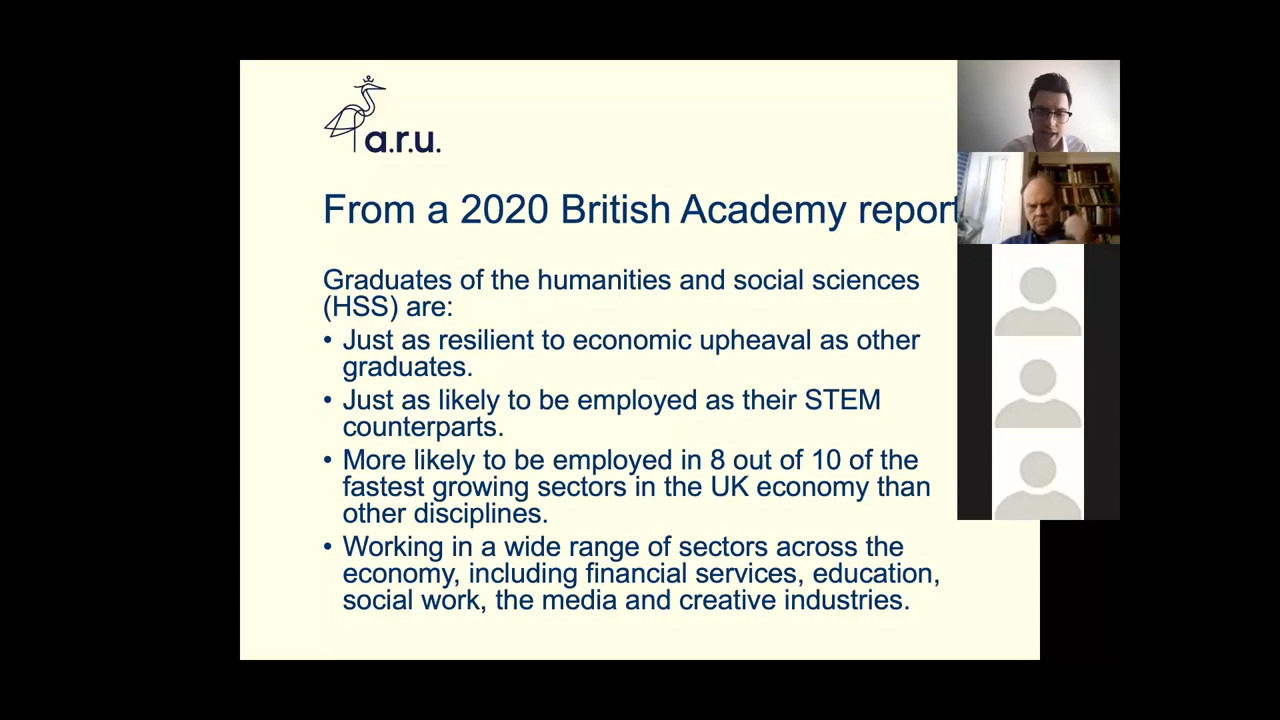 a.r.u.
From a 2020 British Academy report
Graduates of the humanities and social sciences
(HSS) are:
• Just as resilient to economic upheaval as other
graduates.
• Just as likely to be employed as their STEM
counterparts.
• More likely to be employed in 8 out of 10 of the
fastest growing sectors in the UK economy than
other disciplines.
• Working in a wide range of sectors across the
economy, including financial services, education,
social work, the media and creative industries.